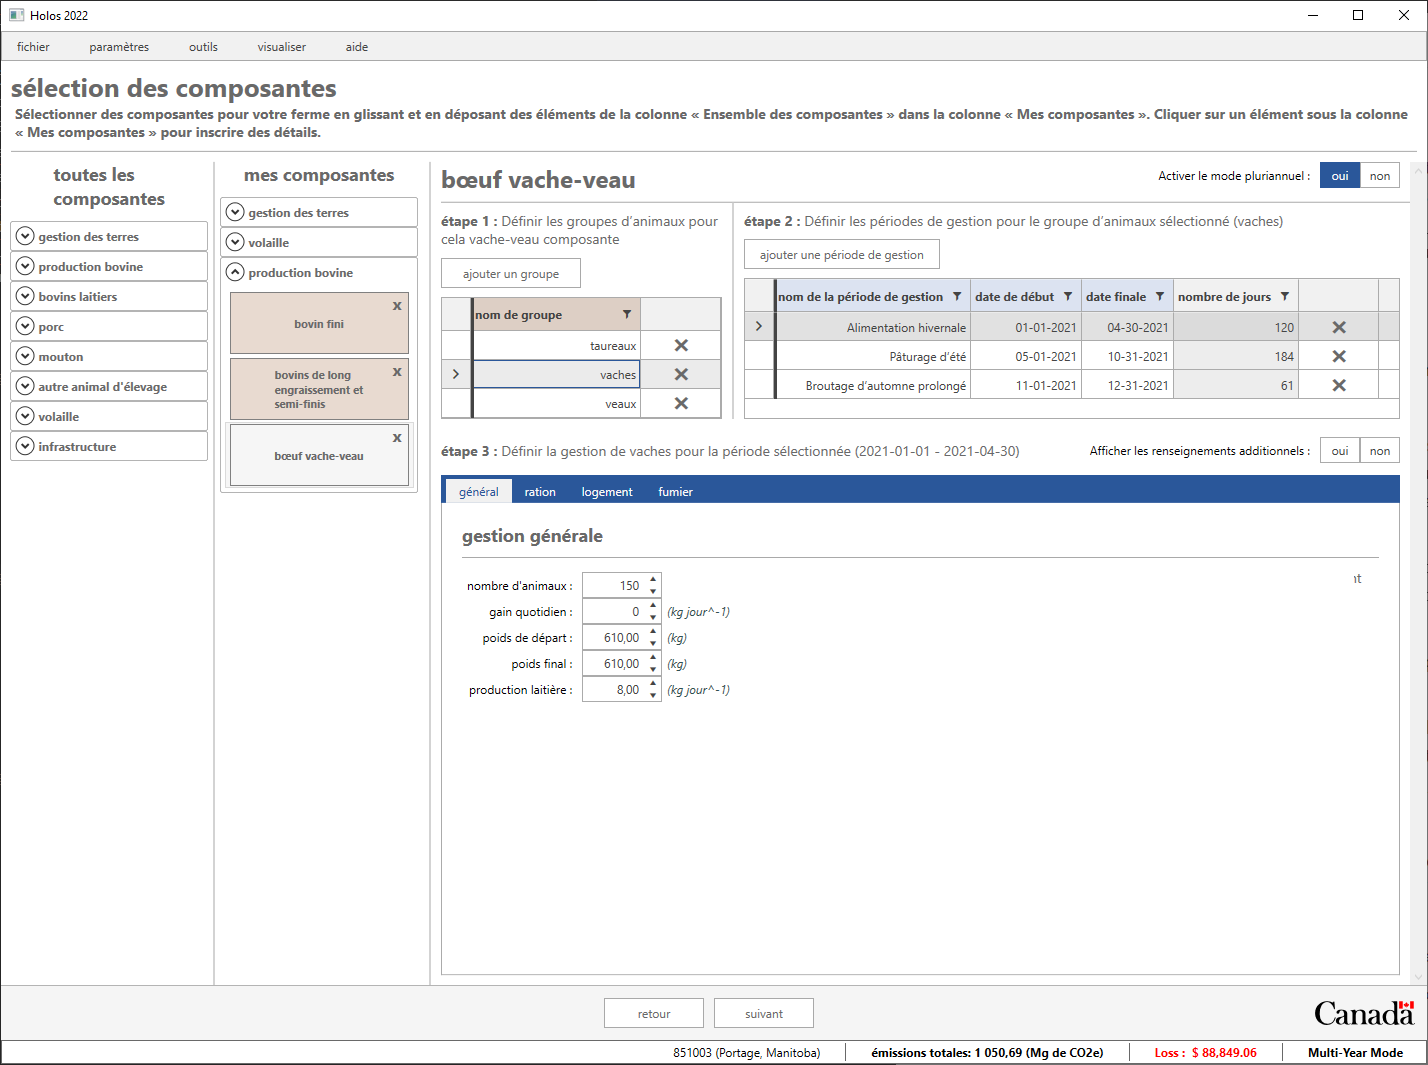 Holos 2022
fichier paramètres outils visualiser aide
sélection des composantes
Sélectionner des composantes pour votre ferme en glissant et en déposant des éléments de la colonne « Ensemble des composantes » dans la colonne « Mes composantes ». Cliquer sur un élément sous la colonne
« Mes composantes » pour inscrire des détails.
toutes les
composantes
gestion des terres
production bovine
bovins laitiers
porc
mouton
autre animal d'élevage
volaille
infrastructure
mes composantes
gestion des terres
volaille
production bovine
bovin fini x
bovins de long
engraissement et
semi-finis
x
bœuf vache-veau x
bœuf vache-veau
Activer le mode pluriannuel : oui non
étape 1 : Définir les groupes d'animaux pour
cela vache-veau composante
ajouter un groupe
nom de groupe
taureaux
vaches
veaux
étape 2 : Définir les périodes de gestion pour le groupe d'animaux sélectionné (vaches)
ajouter une période de gestion
nom de la période de gestion date de début date finale nombre de jours
Alimentation hivernale 01-01-2021 04-30-2021 120
Pâturage d'été 05-01-2021 10-31-2021 184
Broutage d'automne prolongé 11-01-2021 12-31-2021 61
étape 3 : Définir la gestion de vaches pour la période sélectionnée (2021-01-01 - 2021-04-30)
Afficher les renseignements additionnels : oui non
général ration logement fumier
gestion générale
nombre d'animaux : 150
gain quotidien : 0 (kg jour^-1)
poids de départ : 610,00 (kg)
poids final : 610,00 (kg)
production laitière : 8,00 (kg jour^-1)
retour suivant
Canada
851003 (Portage, Manitoba) émissions totales: 1 050,69 (Mg de CO2e) Loss : $ 88,849.06 Multi-Year Mode